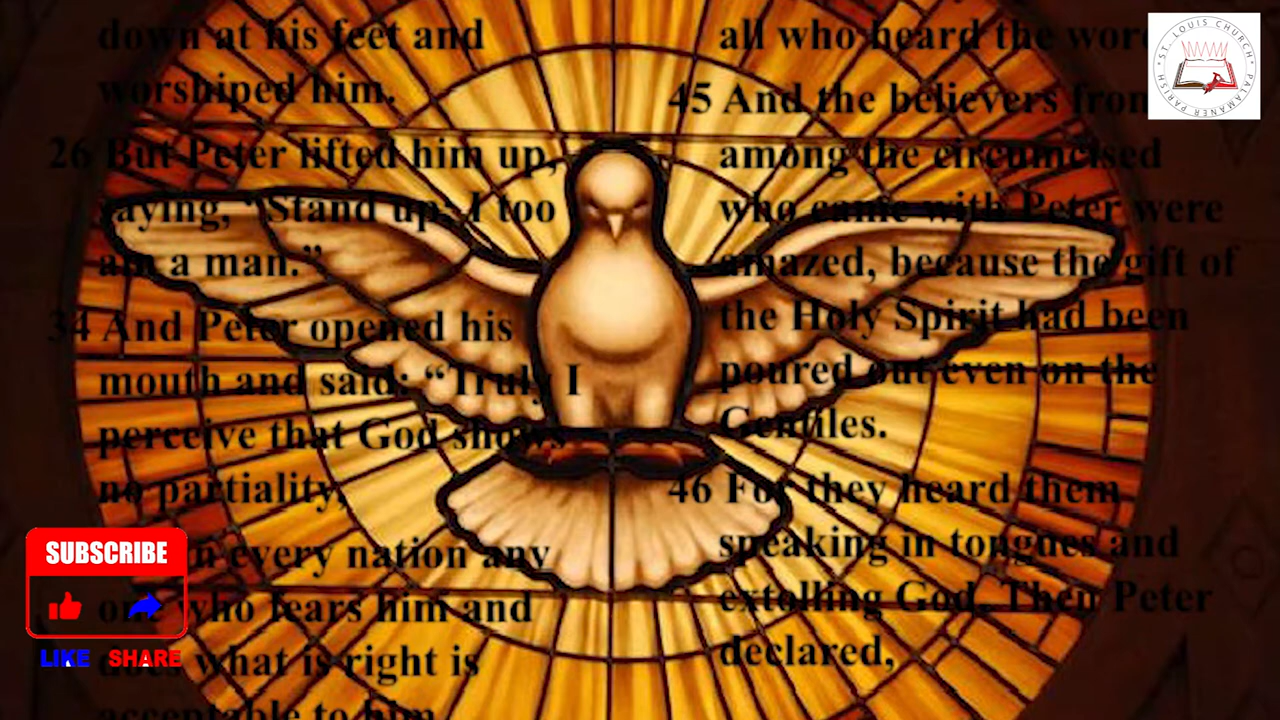 down at his feet and
worshiped him.
26 But Peter lifted him up,
saying, “Stand up; I too
am a man.”
34 And Peter opened his
mouth and said: “Truly I
perceive that God shows
no partiality,
every nation any
one who fears him and
does what is right is
acceptable to him.
all who heard the word
45 And the believers from
among the circumcised
who came with Peter were
amazed, because the gift of
the Holy Spirit had been
poured out even on the
Gentiles.
46 For they heard them
speaking in tongues and
extolling God. Then Peter
declared,
ST. LOUIS CHURCH
PALAMANER PARISH
SUBSCRIBE
LIKE SHARE